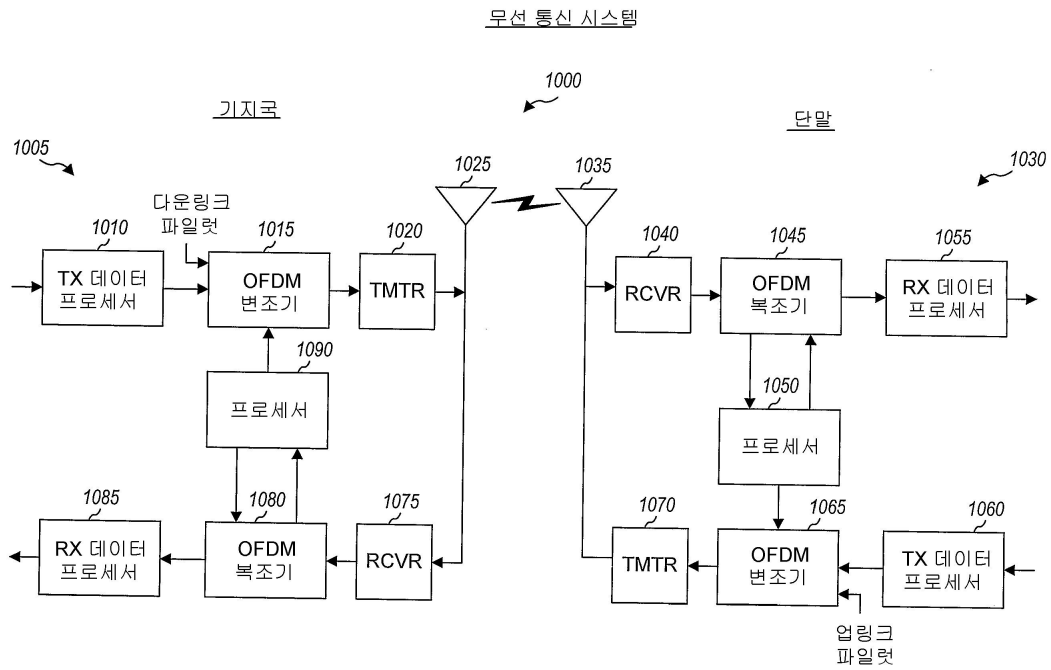 무선 통신 시스템
1000
기지국
단말
1005
1025
1035
1030
다운링크
파일럿
1010
1015
1020
1040
1045
1055
TX 데이터
프로세서
OFDM
변조기
TMTR
RCVR
OFDM
복조기
RX 데이터
프로세서
1090
프로세서
1050
프로세서
1085
1080
1075
1070
1065
1060
RX 데이터
프로세서
OFDM
복조기
RCVR
TMTR
OFDM
변조기
TX 데이터
프로세서
업링크
파일럿